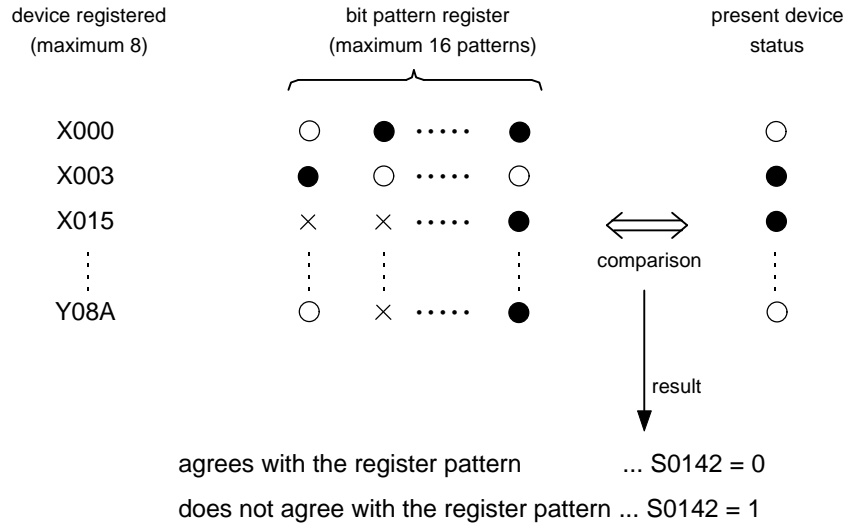 device registered
(maximum 8)
bit pattern register
(maximum 16 patterns)
present device
status
X000
X003
X015
comparison
Y08A
result
agrees with the register pattern ... S0142 = 0
does not agree with the register pattern ... S0142 = 1